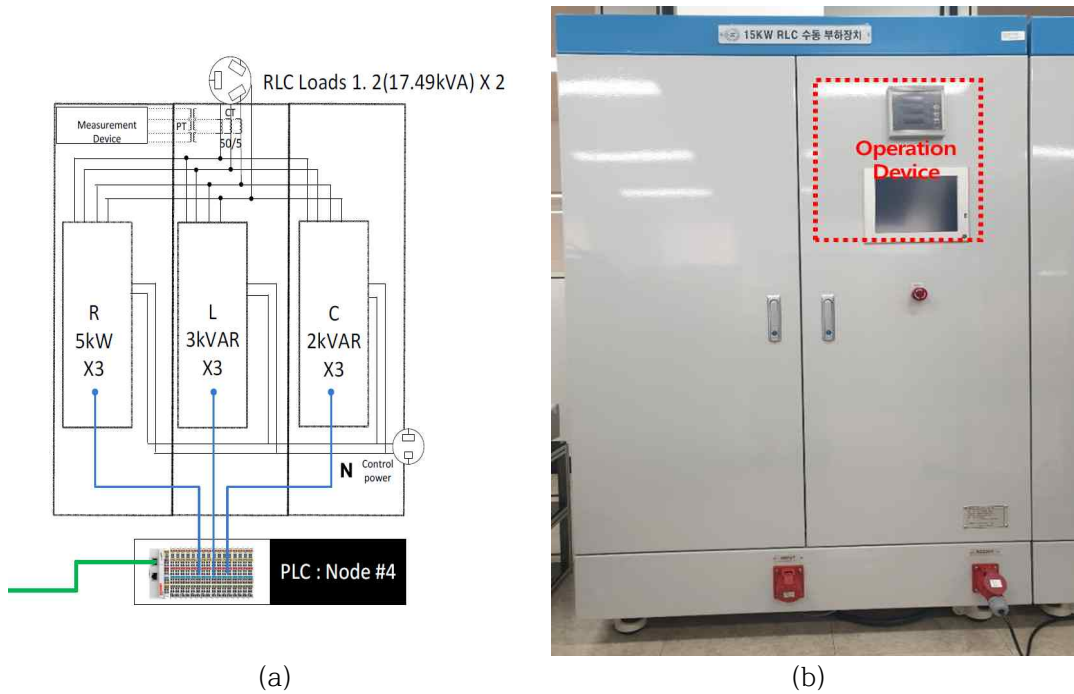 RLC Loads 1. 2(17.49kVA) X 2
CT
Measurement
Device
PT
50/5
R
5kW
X3
L
3kVAR
X3
C
2kVAR
X3
N
Control
power
PLC : Node #4
(a)
15KW RLC 수동 부하장치
Operation
Device
INPUT
(b)